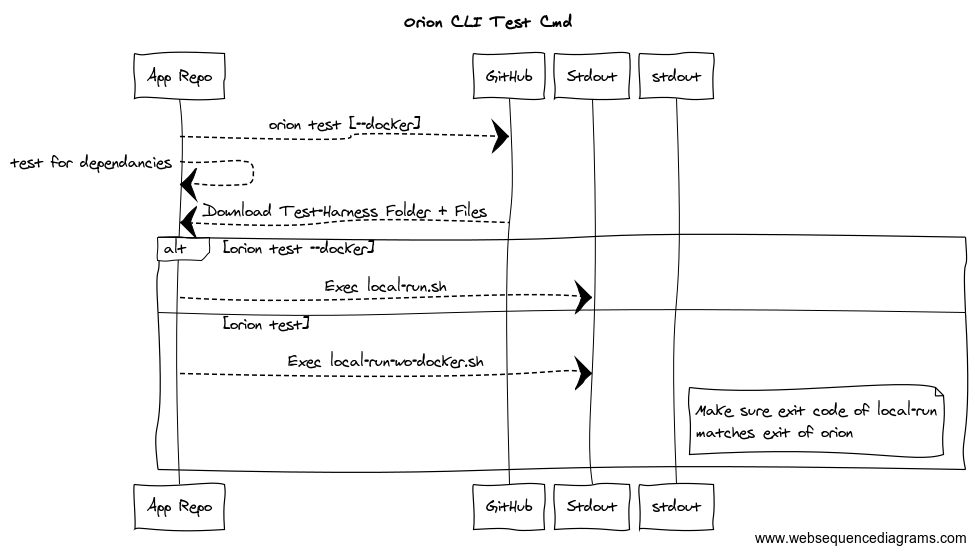 Orion CLI Test Cmd
App Repo
GitHub
Stdout
stdout
orion test [--docker]
test for dependancies
Download Test-Harness Folder + Files
alt
[orion test --docker]
Exec local-run.sh
[orion test]
Exec local-run-wo-docker.sh
Make sure exit code of local-run
matches exit of orion
App Repo
GitHub
Stdout
stdout
www.websequencediagrams.com